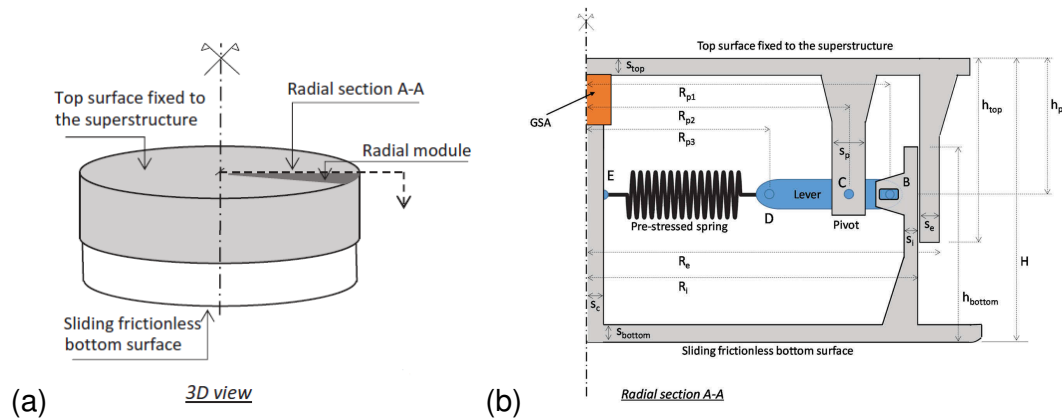 Top surface fixed to
the superstructure
Radial section A-A
Radial module
Sliding frictionless
bottom surface
(a)
3D view
Top surface fixed to the superstructure
s_top
GSA
R_p1
R_p2
R_p3
s_p
h_top
h_p
E
C
B
D
Lever
Pre-stressed spring
Pivot
s_i
s_e
R_e
R_i
H
s_c
h_bottom
s_bottom
Sliding frictionless bottom surface
(b)
Radial section A-A